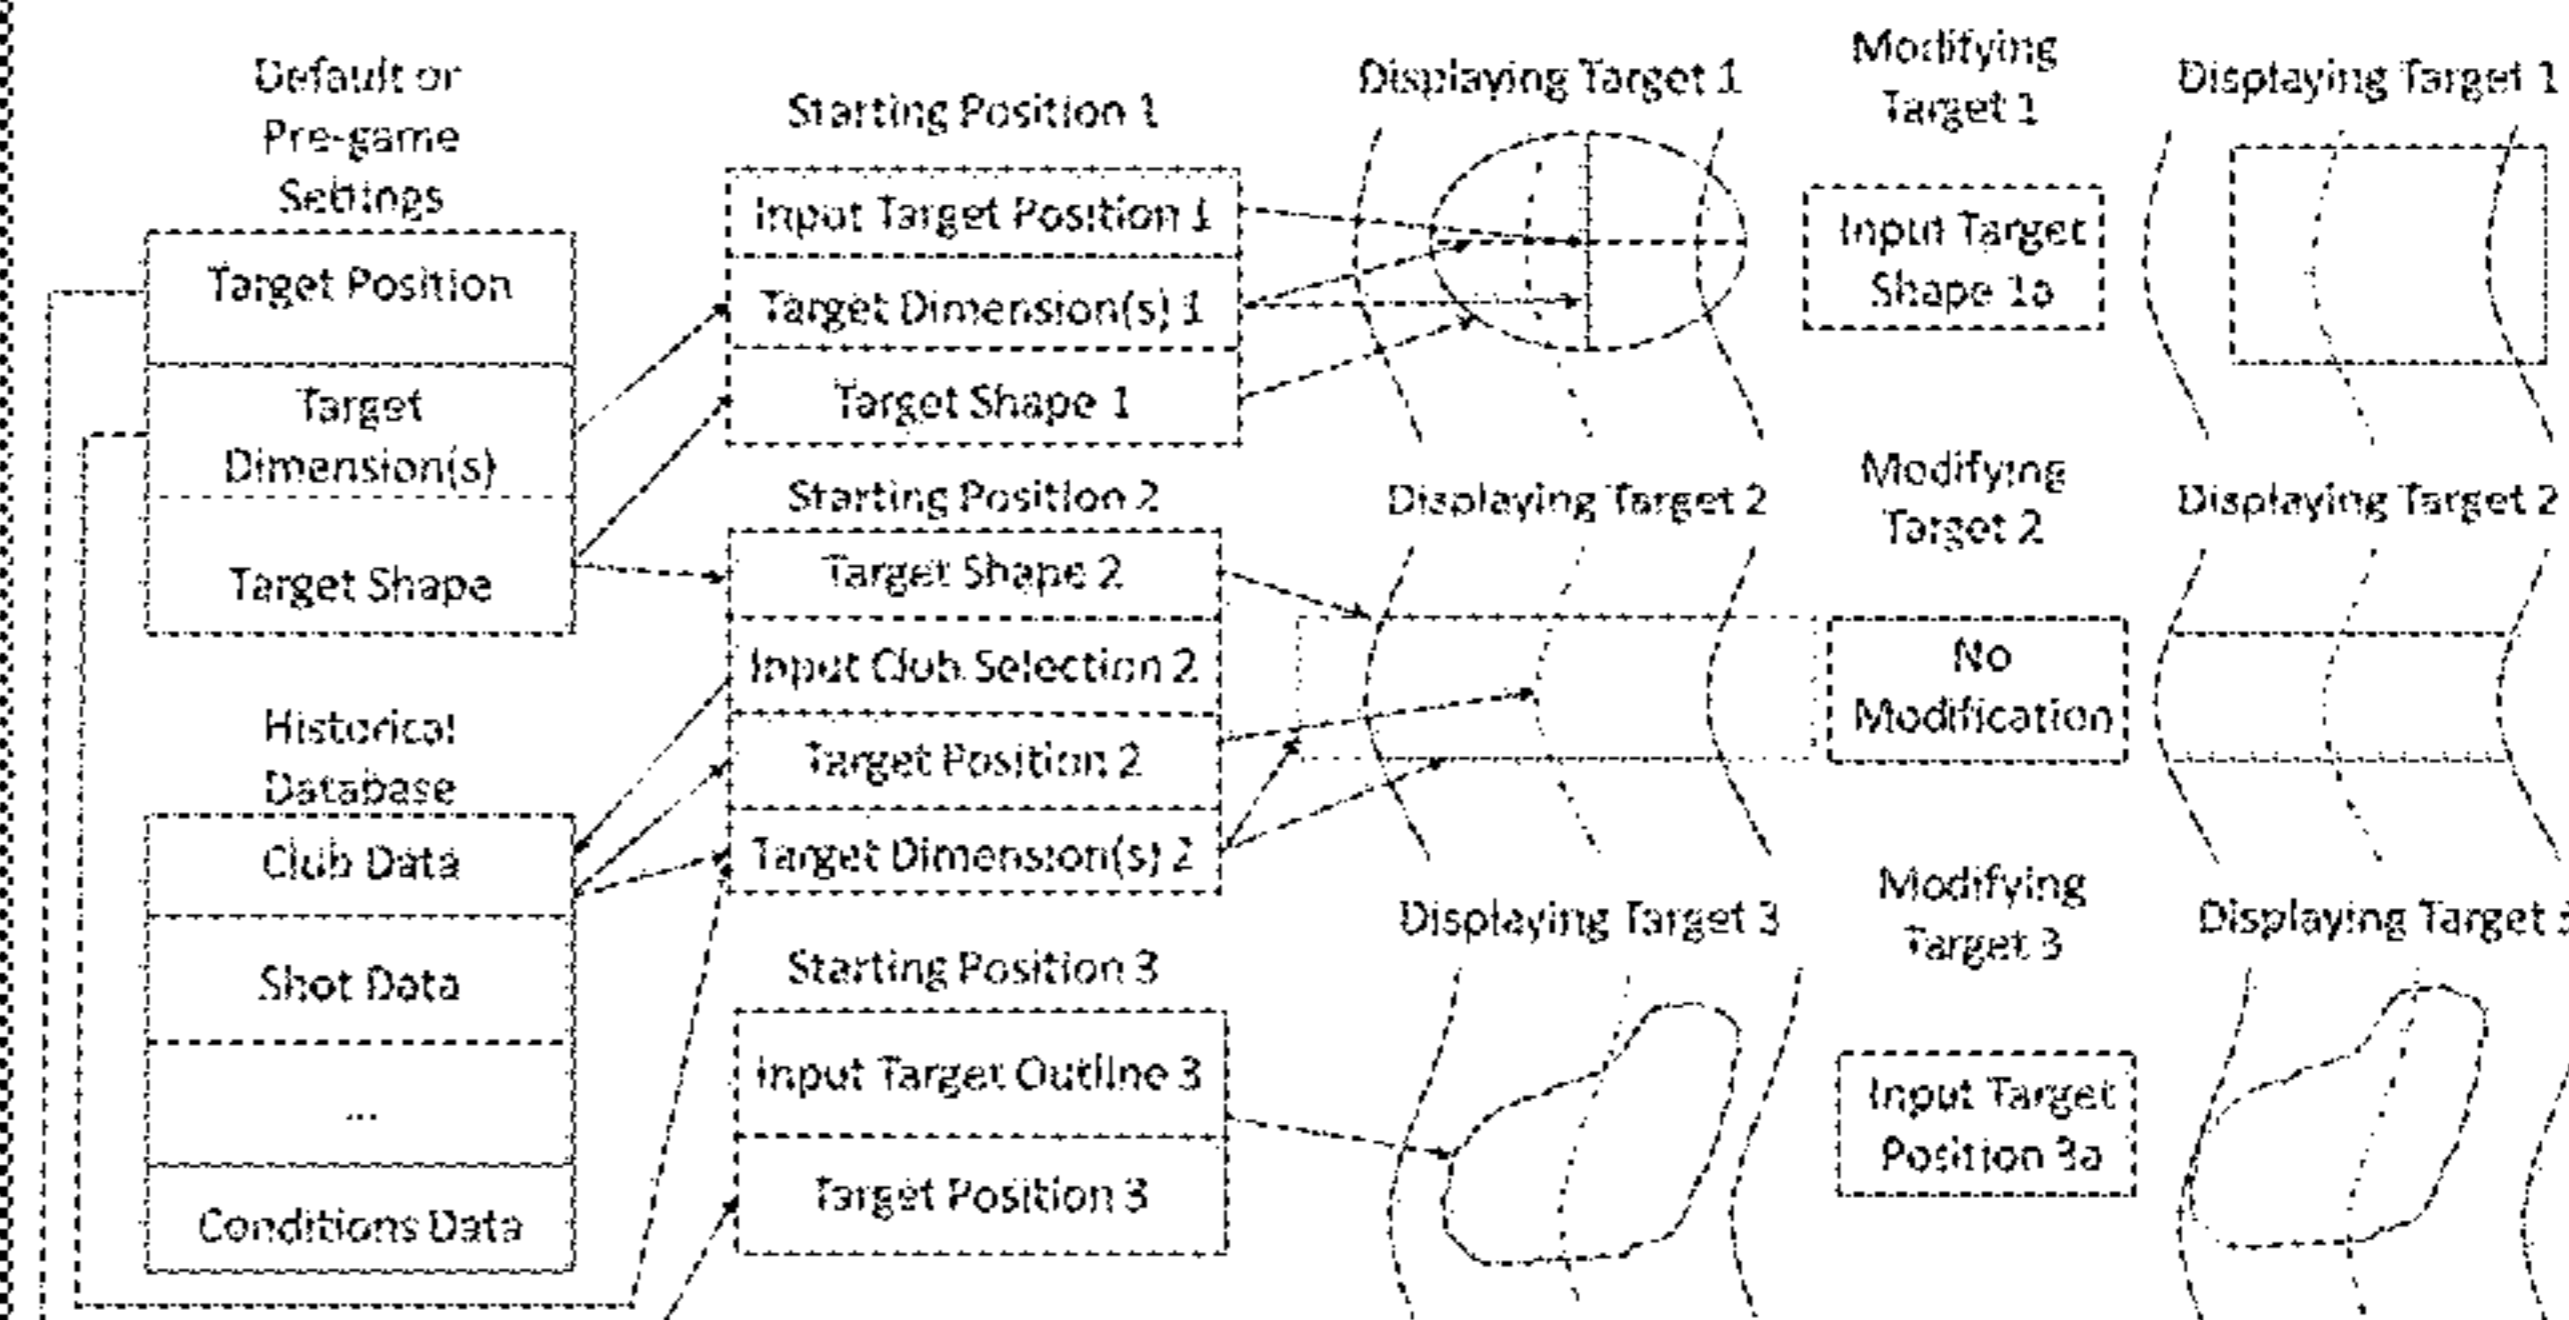 Default or
Pre-game
Settings
Target Position
Target
Dimension(s)
Target Shape
Historical
Database
Club Data
Shot Data
...
Conditions Data
Starting Position 1
Input Target Position 1
Target Dimension(s) 1
Target Shape 1
Starting Position 2
Target Shape 2
Input Club Selection 2
Target Position 2
Target Dimension(s) 2
Starting Position 3
Input Target Outline 3
Target Position 3
Displaying Target 1
Displaying Target 2
Displaying Target 3
Modifying
Target 1
Input Target
Shape 1a
Modifying
Target 2
No
Modification
Modifying
Target 3
Input Target
Position 3a
Displaying Target 1
Displaying Target 2
Displaying Target